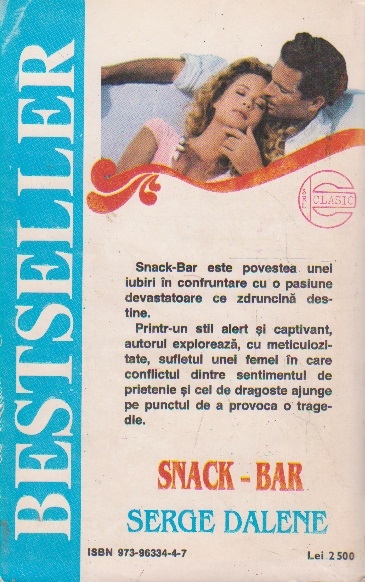 BESTSELLER
SRL
CLASIC
Snack-Bar este povestea unei
iubiri în confruntare cu o pasiune
devastatoare ce zdruncină des-
tine.
Printr-un stil alert și captivant,
autorul explorează, cu meticulozi-
tate, sufletul unei femei în care
conflictul dintre sentimentul de
prietenie și cel de dragoste ajunge
pe punctul de a provoca o trage-
die.
SNACK - BAR
SERGE DALENE
ISBN 973-96334-4-7
Lei 2500